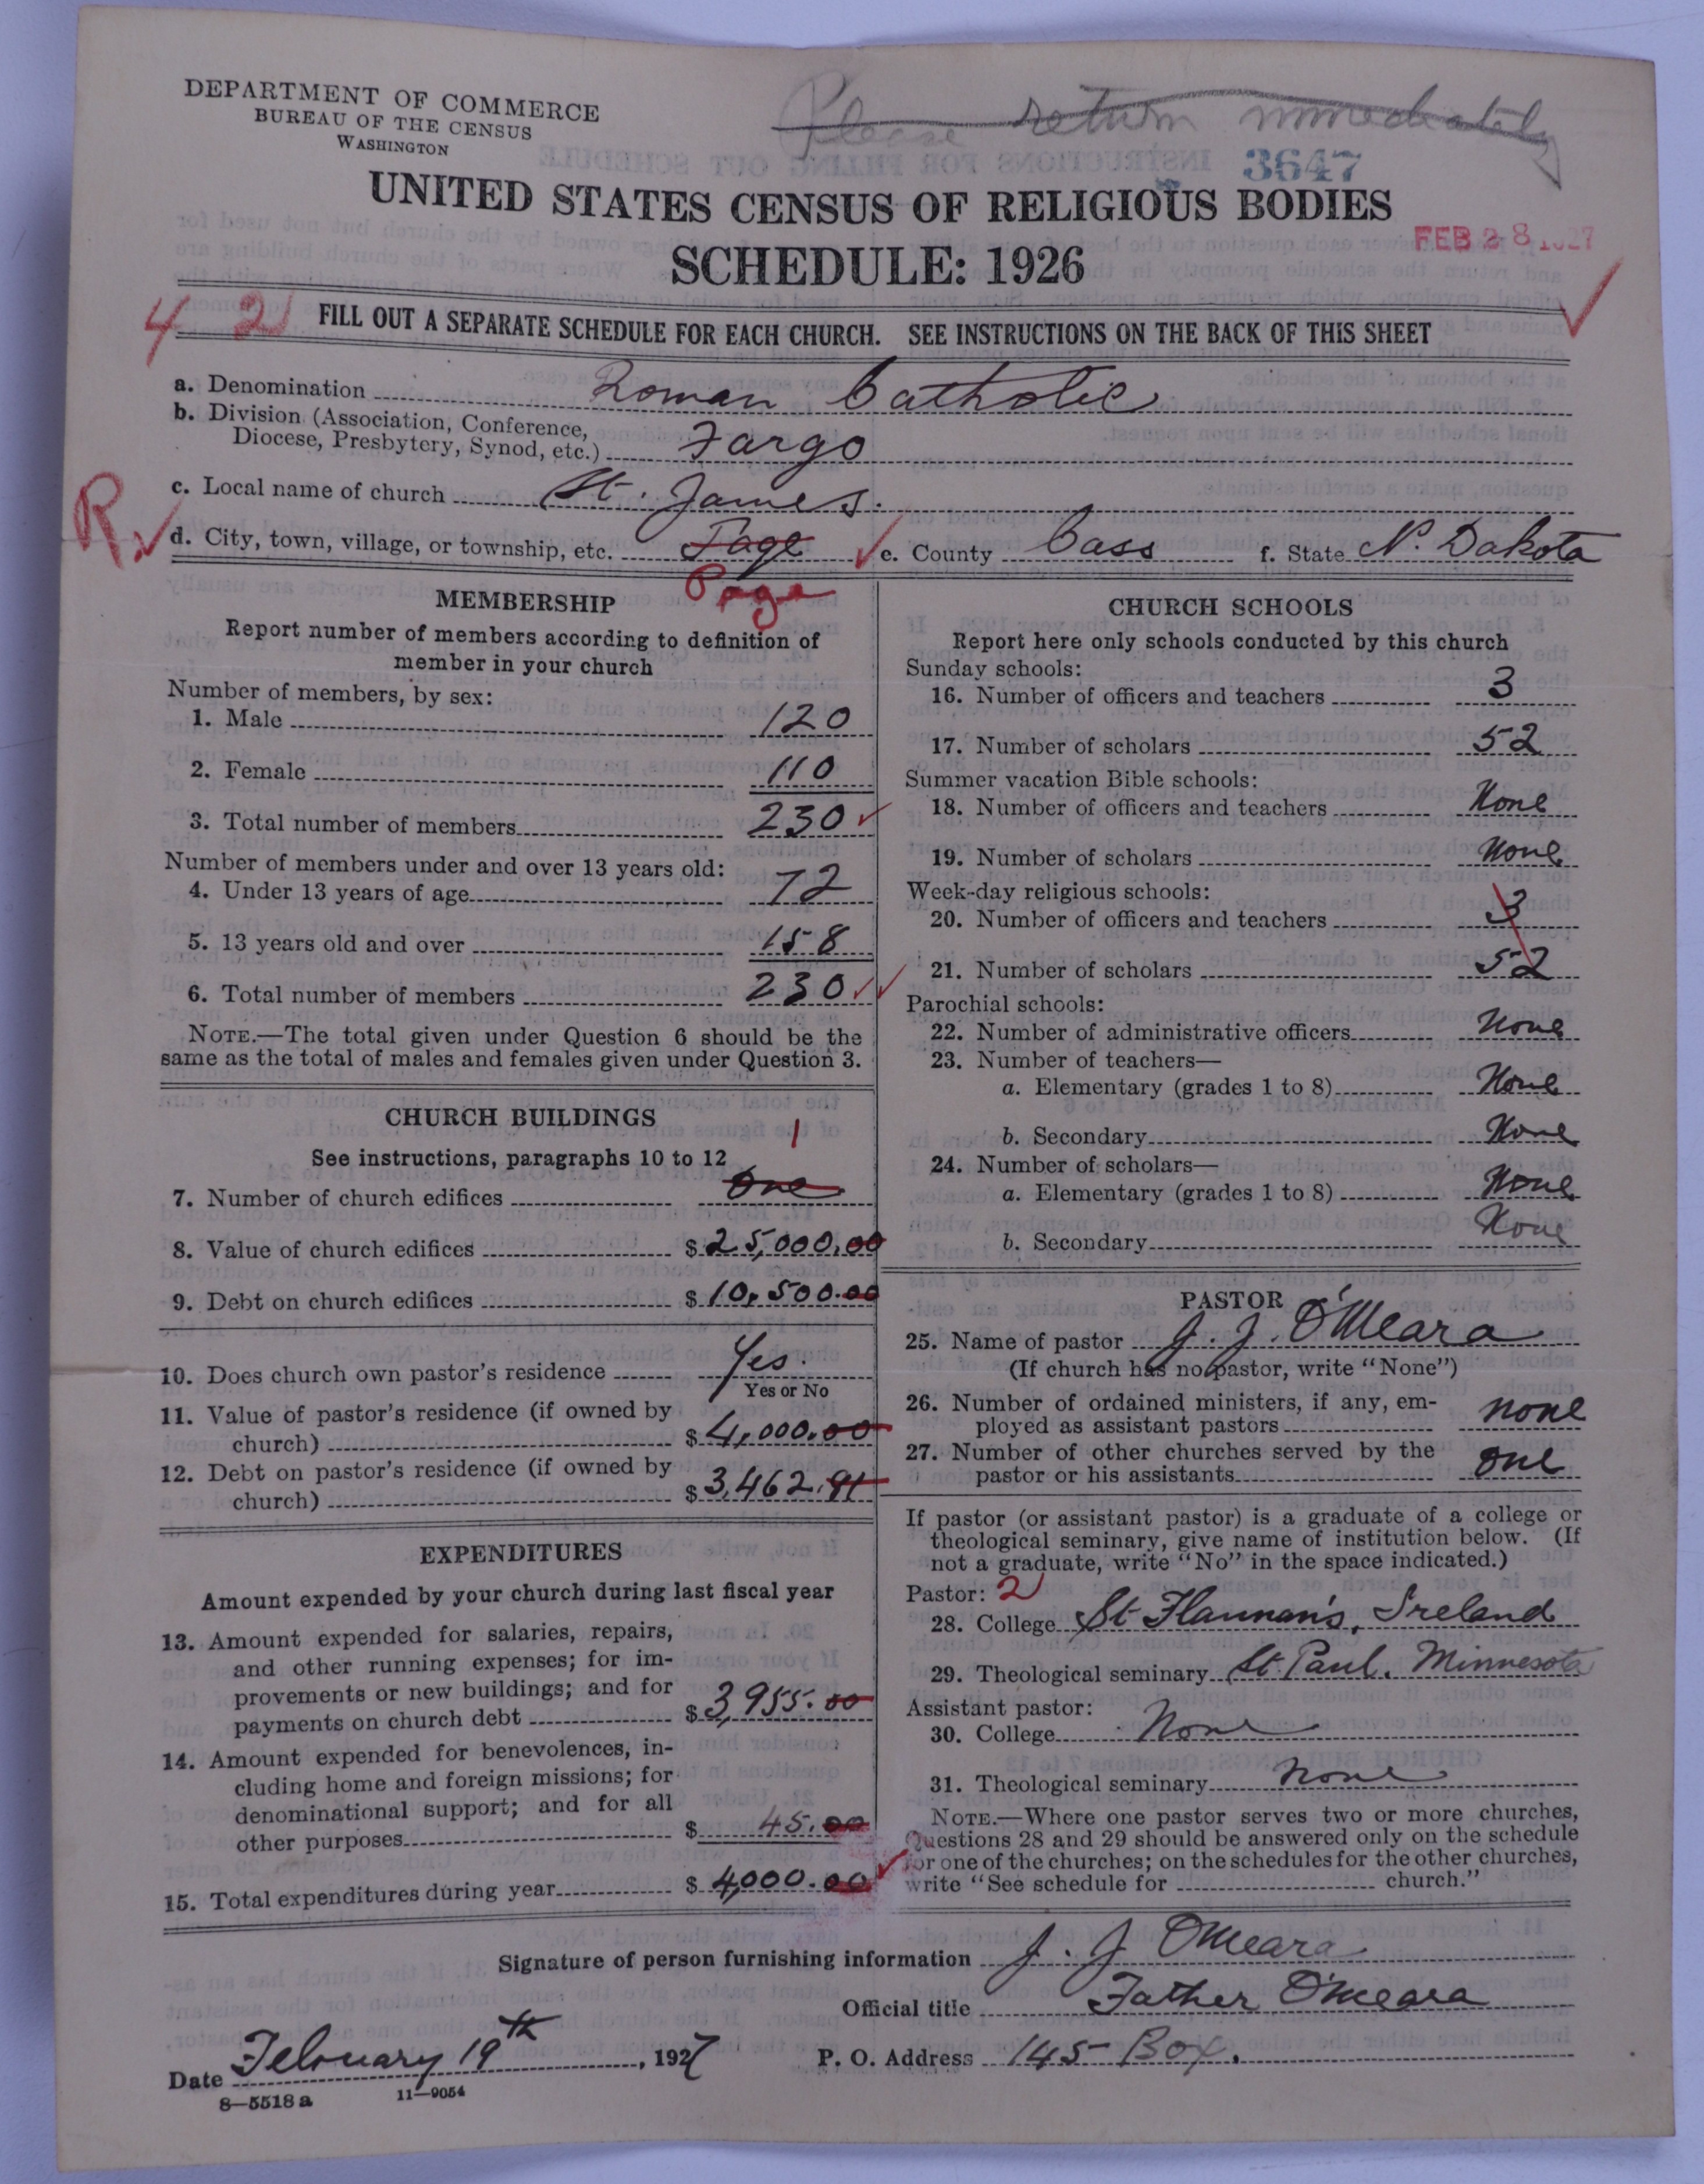 DEPARTMENT OF COMMERCE
BUREAU OF THE CENSUS
WASHINGTON
Please return immediately
3647
UNITED STATES CENSUS OF RELIGIOUS BODIES
SCHEDULE: 1926
FEB 28 1927
4 2
FILL OUT A SEPARATE SCHEDULE FOR EACH CHURCH. SEE INSTRUCTIONS ON THE BACK OF THIS SHEET
a. Denomination Roman Catholic
b. Division (Association, Conference,
Diocese, Presbytery, Synod, etc.) Fargo
c. Local name of church St. James.
R
d. City, town, village, or township, etc. Page e. County Cass f. State N. Dakota
Page
MEMBERSHIP
Report number of members according to definition of
member in your church
Number of members, by sex:
1. Male 120
2. Female 110
3. Total number of members 230
Number of members under and over 13 years old:
4. Under 13 years of age 72
5. 13 years old and over 158
6. Total number of members 230
NOTE.—The total given under Question 6 should be the
same as the total of males and females given under Question 3.
CHURCH BUILDINGS
See instructions, paragraphs 10 to 12
1
7. Number of church edifices One
8. Value of church edifices $ 25,000.00
9. Debt on church edifices $ 10,500.00
10. Does church own pastor's residence Yes.
Yes or No
11. Value of pastor's residence (if owned by
church) $ 4,000.00
12. Debt on pastor's residence (if owned by
church) $ 3,462.91
EXPENDITURES
Amount expended by your church during last fiscal year
13. Amount expended for salaries, repairs,
and other running expenses; for im-
provements or new buildings; and for
payments on church debt $ 3,955.00
14. Amount expended for benevolences, in-
cluding home and foreign missions; for
denominational support; and for all
other purposes $ 45.00
15. Total expenditures during year $ 4,000.00
CHURCH SCHOOLS
Report here only schools conducted by this church
Sunday schools:
16. Number of officers and teachers 3
17. Number of scholars 52
Summer vacation Bible schools:
18. Number of officers and teachers None
19. Number of scholars None
Week-day religious schools:
20. Number of officers and teachers 3
21. Number of scholars 52
Parochial schools:
22. Number of administrative officers None
23. Number of teachers—
a. Elementary (grades 1 to 8) None
b. Secondary None
24. Number of scholars—
a. Elementary (grades 1 to 8) None
b. Secondary None
PASTOR
25. Name of pastor J. J. O'Meara
(If church has no pastor, write "None")
26. Number of ordained ministers, if any, em-
ployed as assistant pastors none
27. Number of other churches served by the
pastor or his assistants one
If pastor (or assistant pastor) is a graduate of a college or
theological seminary, give name of institution below. (If
not a graduate, write "No" in the space indicated.)
Pastor: 2
28. College St Flannan's, Ireland
29. Theological seminary St. Paul. Minnesota
Assistant pastor:
30. College None
31. Theological seminary None
NOTE.—Where one pastor serves two or more churches,
Questions 28 and 29 should be answered only on the schedule
for one of the churches; on the schedules for the other churches,
write "See schedule for church."
Signature of person furnishing information J. J. O'Meara
Official title Father O'Meara
Date February 19th, 1927 P. O. Address 145 Box.
8—5518 a 11—9054